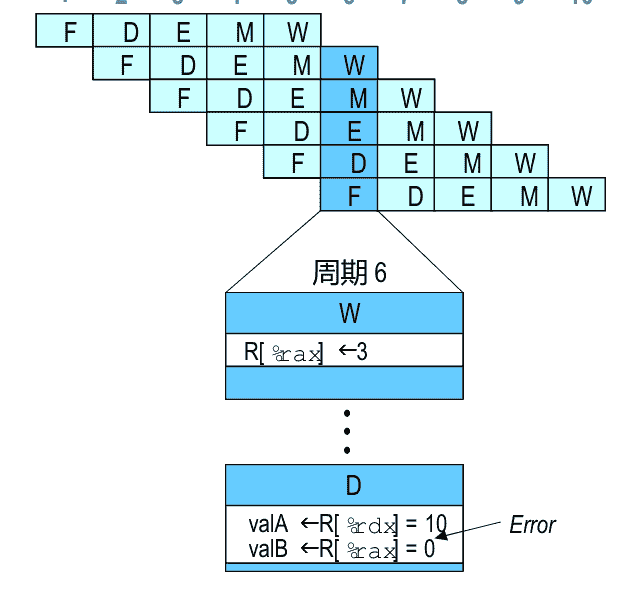 F D E M W
F D E M W
F D E M W
F D E M W
F D E M W
F D E M W
周期 6
W
R[ %rax] ←3
D
valA ←R[ %rdx] = 10
valB ←R[ %rax] = 0
Error